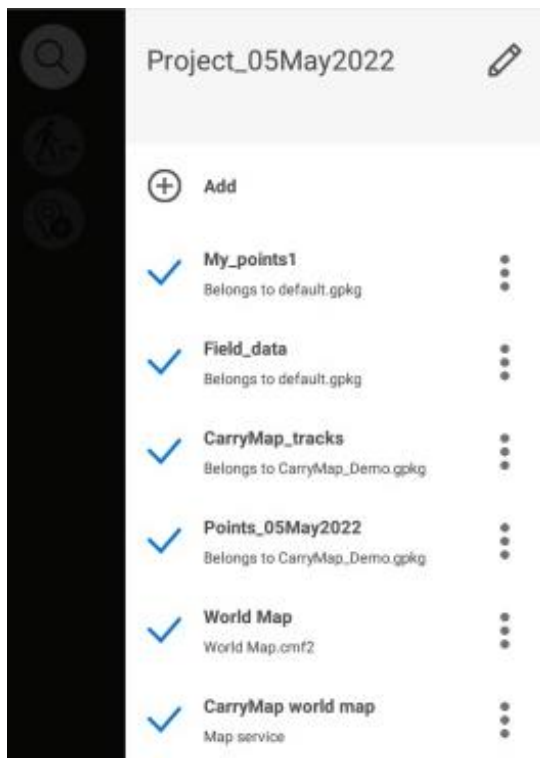 Project_05May2022
Add
My_points1
Belongs to default.gpkg
Field_data
Belongs to default.gpkg
CarryMap_tracks
Belongs to CarryMap_Demo.gpkg
Points_05May2022
Belongs to CarryMap_Demo.gpkg
World Map
World Map.cmf2
CarryMap world map
Map service